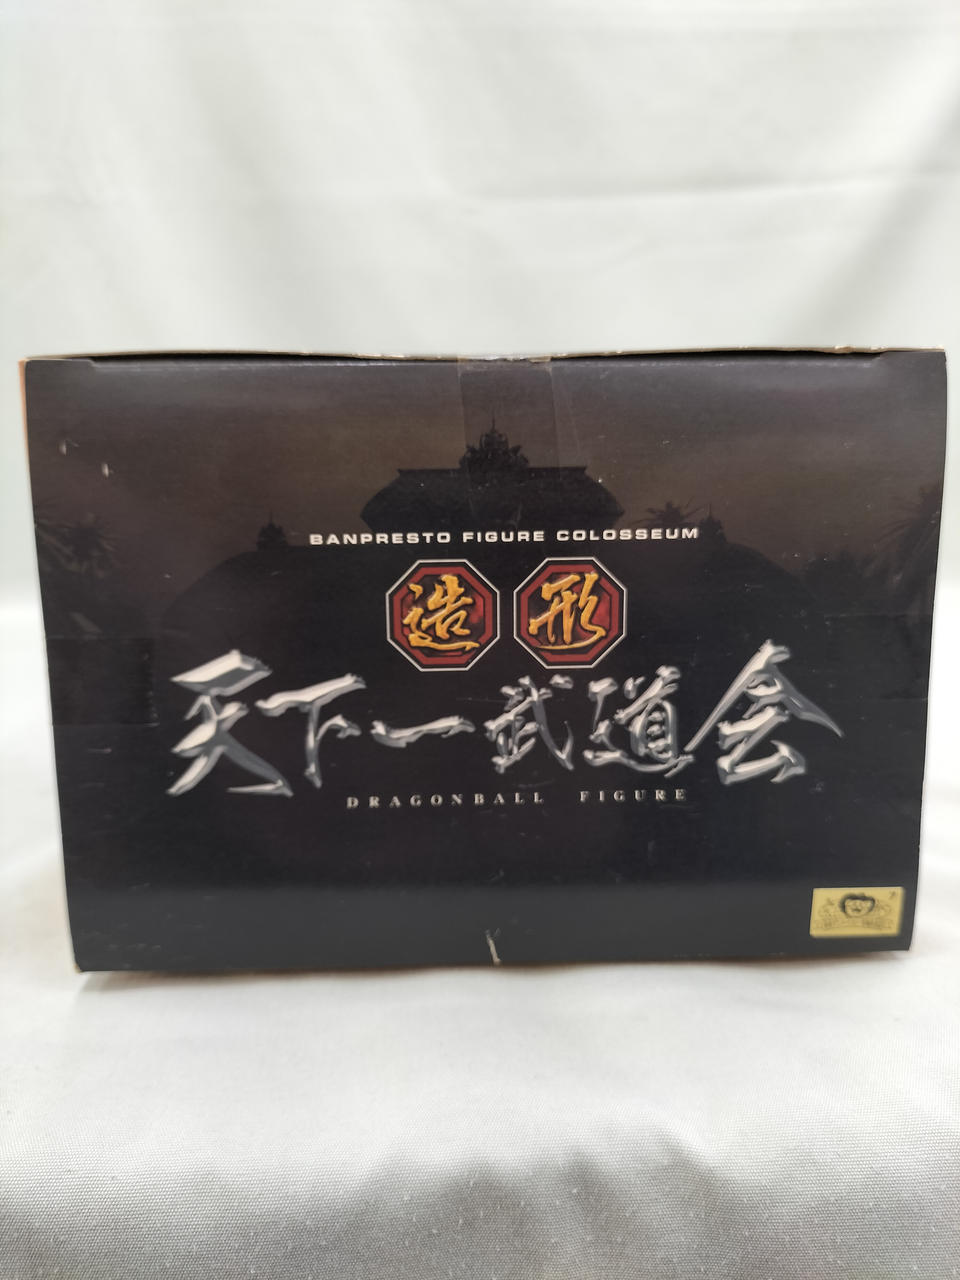 BANPRESTO FIGURE COLOSSEUM
造形
天下一武道会
DRAGONBALL FIGURE